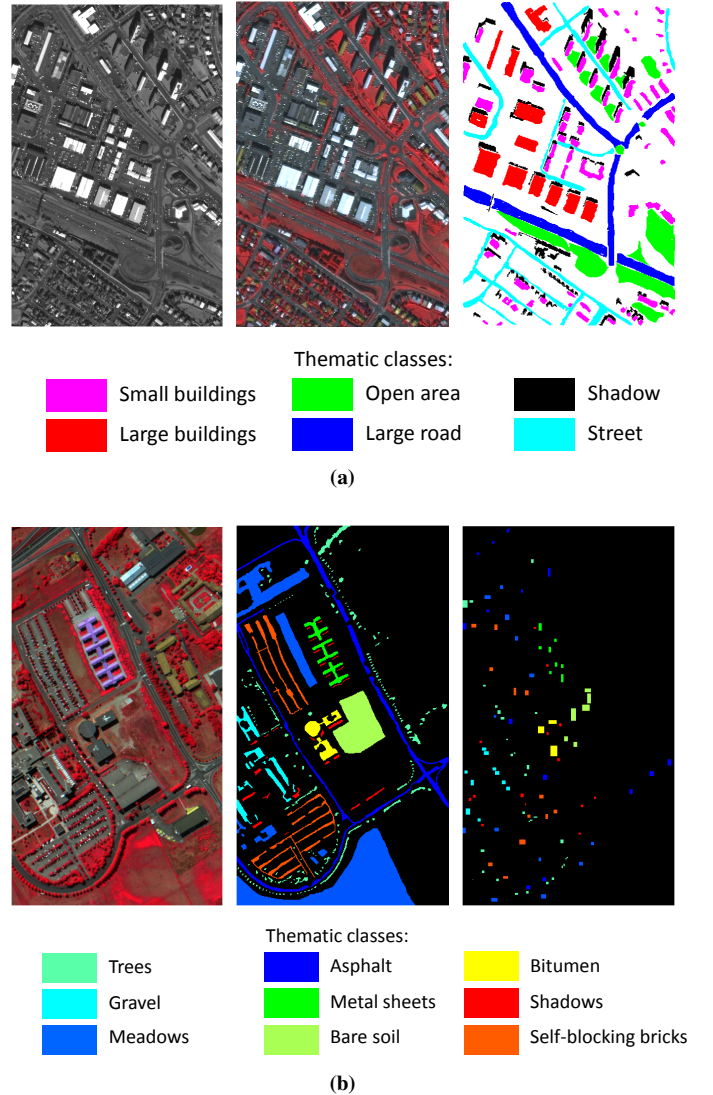 Thematic classes:
Small buildings Open area Shadow
Large buildings Large road Street
(a)
Thematic classes:
Trees Asphalt Bitumen
Gravel Metal sheets Shadows
Meadows Bare soil Self-blocking bricks
(b)